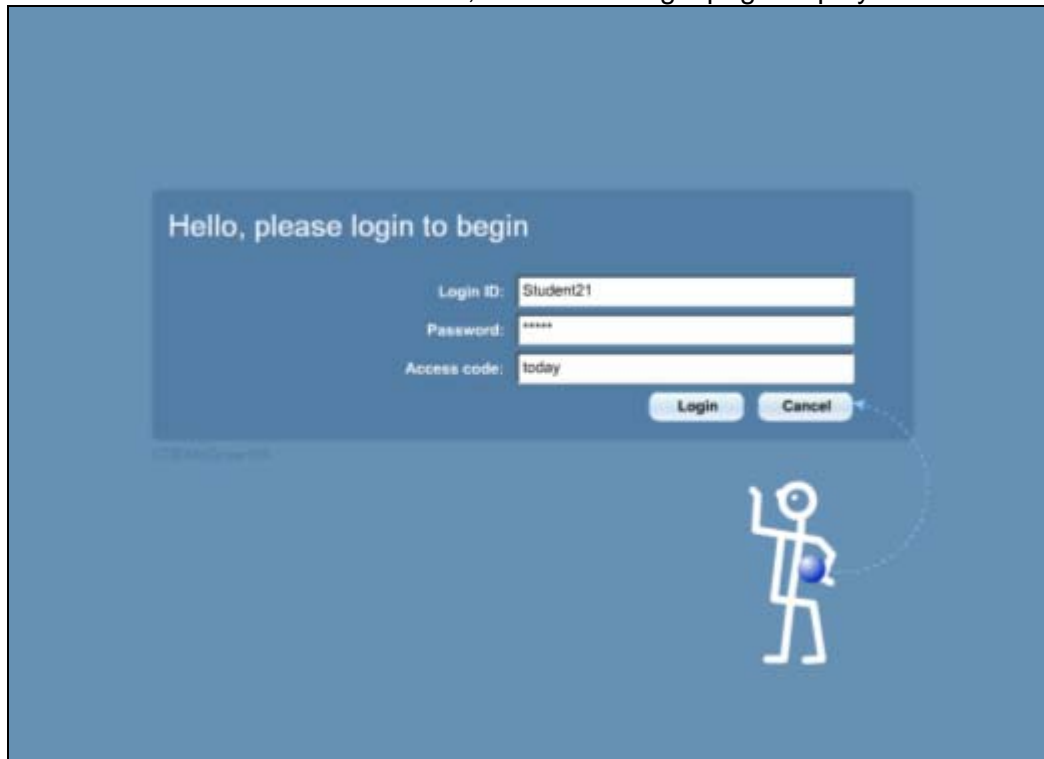 Hello, please login to begin
Login ID: Student21
Password: *****
Access code: today
Login Cancel